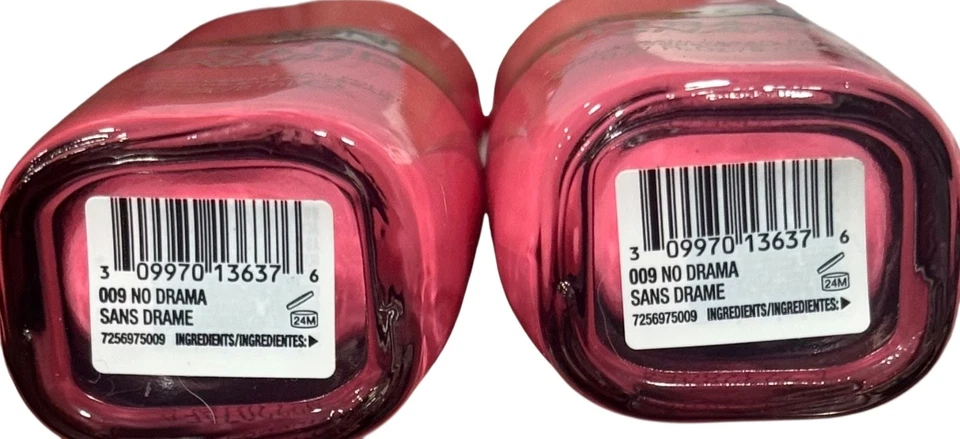 3 09970 13637 6
009 NO DRAMA
SANS DRAME
24M
7256975009 INGREDIENTS/INGREDIENTES:▶
3 09970 13637 6
009 NO DRAMA
SANS DRAME
24M
7256975009 INGREDIENTS/INGREDIENTES:▶